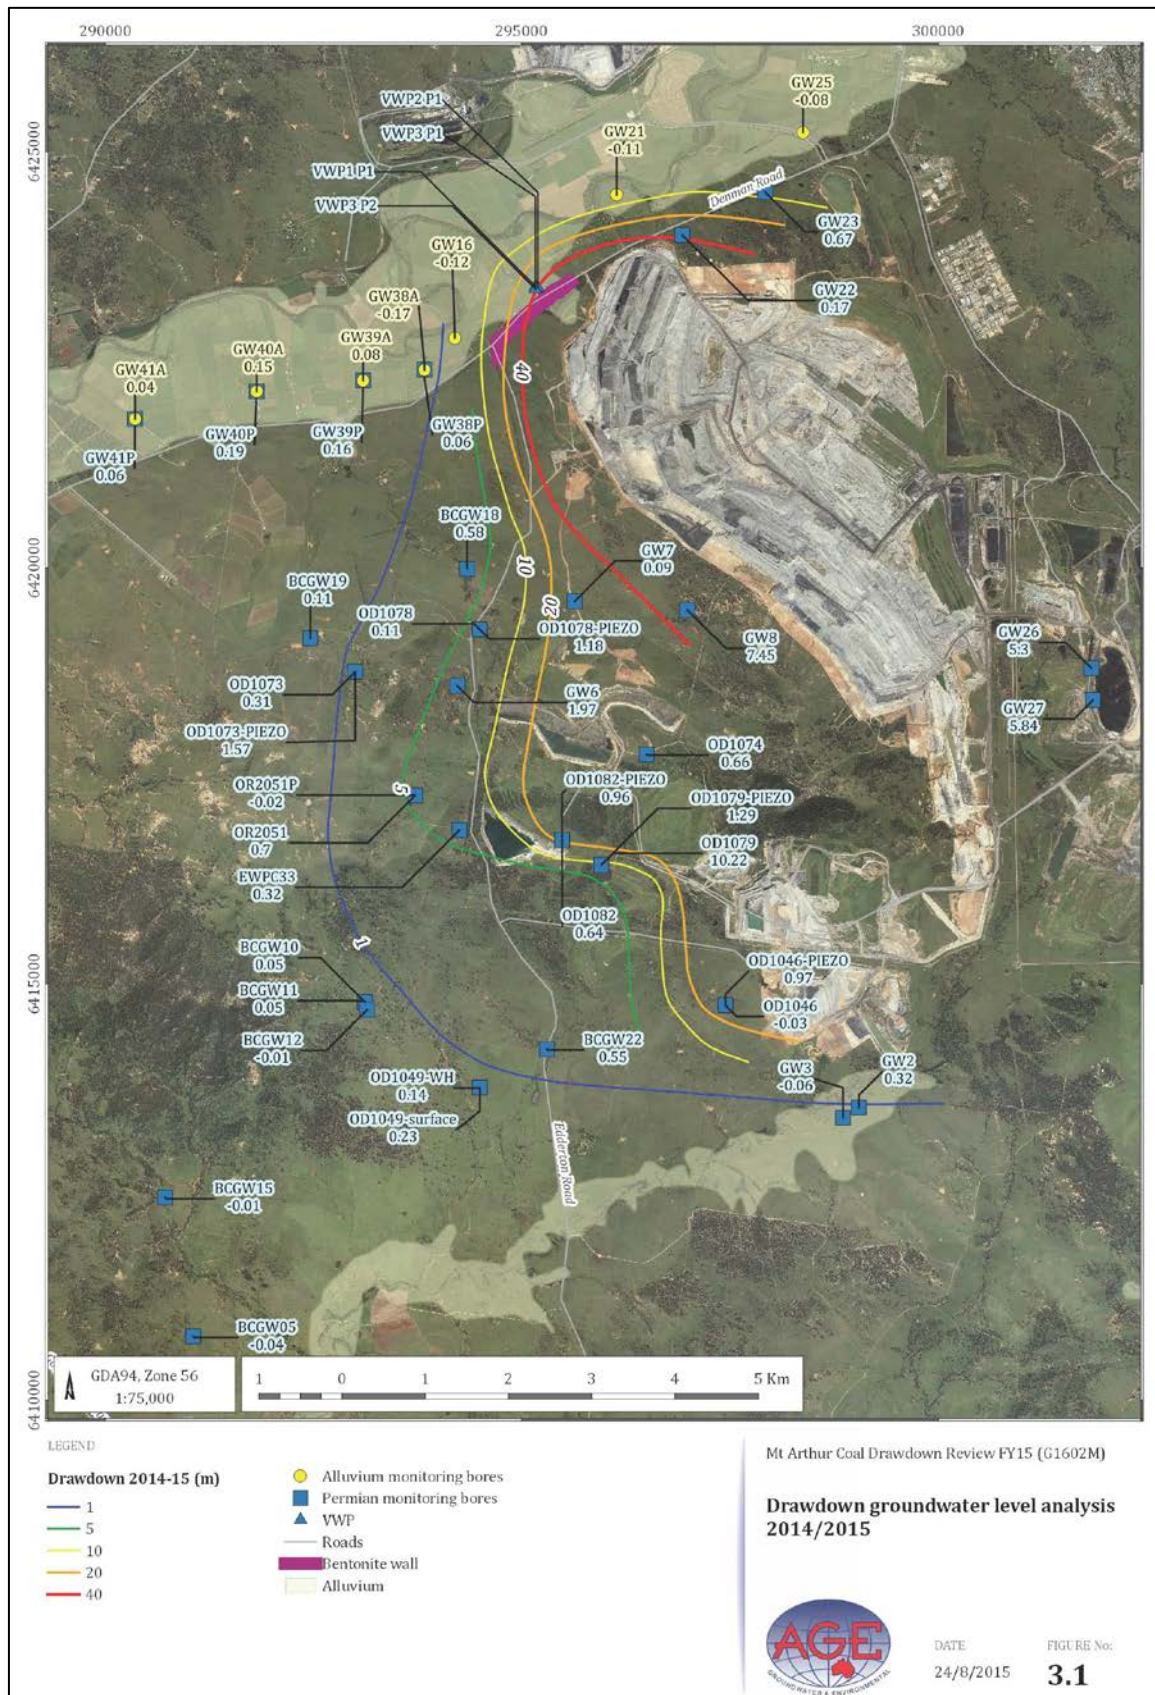 290000
295000
300000
6425000
6420000
6415000
6410000
VWP2 P1
VWP3 P1
VWP1 P1
VWP3 P2
GW25
-0.08
GW21
-0.11
Denman Road
GW23
0.67
GW16
-0.12
GW22
0.17
GW38A
-0.17
GW39A
0.08
GW40A
0.15
GW41A
0.04
40
GW38P
0.06
GW39P
0.16
GW40P
0.19
GW41P
0.06
BCGW18
0.58
10
GW7
0.09
BCGW19
0.11
20
OD1078
0.11
OD1078-PIEZO
1.18
GW8
7.45
GW26
5.3
OD1073
0.31
GW6
1.97
GW27
5.84
OD1073-PIEZO
1.57
OD1074
0.66
OR2051P
-0.02
5
OD1082-PIEZO
0.96
OD1079-PIEZO
1.29
OR2051
0.7
OD1079
10.22
EWPC33
0.32
OD1082
0.64
1
BCGW10
0.05
OD1046-PIEZO
0.97
BCGW11
0.05
OD1046
-0.03
BCGW12
-0.01
BCGW22
0.55
GW3
-0.06
GW2
0.32
OD1049-WH
0.14
OD1049-surface
0.23
Edderton Road
BCGW15
-0.01
BCGW05
-0.04
GDA94, Zone 56
1:75,000
1 0 1 2 3 4 5 Km
LEGEND
Drawdown 2014-15 (m)
1
5
10
20
40
Alluvium monitoring bores
Permian monitoring bores
VWP
Roads
Bentonite wall
Alluvium
Mt Arthur Coal Drawdown Review FY15 (G1602M)
Drawdown groundwater level analysis
2014/2015
AGE
GROUNDWATER & ENVIRONMENTAL
DATE
24/8/2015
FIGURE No:
3.1